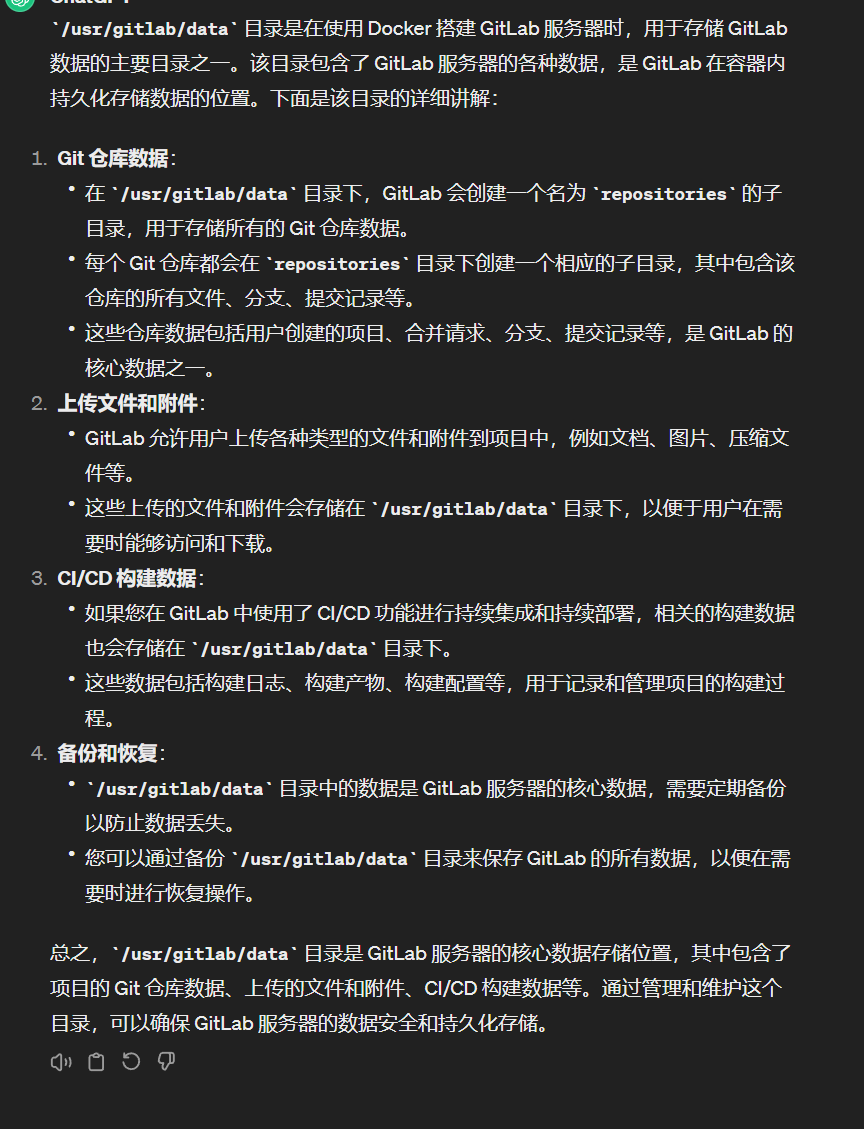 ChatGPT
`/usr/gitlab/data` 目录是在使用 Docker 搭建 GitLab 服务器时，用于存储 GitLab
数据的主要目录之一。该目录包含了 GitLab 服务器的各种数据，是 GitLab 在容器内
持久化存储数据的位置。下面是该目录的详细讲解：
1. Git 仓库数据：
• 在 `/usr/gitlab/data` 目录下，GitLab 会创建一个名为 `repositories` 的子
目录，用于存储所有的 Git 仓库数据。
• 每个 Git 仓库都会在 `repositories` 目录下创建一个相应的子目录，其中包含该
仓库的所有文件、分支、提交记录等。
• 这些仓库数据包括用户创建的项目、合并请求、分支、提交记录等，是 GitLab 的
核心数据之一。
2. 上传文件和附件：
• GitLab 允许用户上传各种类型的文件和附件到项目中，例如文档、图片、压缩文
件等。
• 这些上传的文件和附件会存储在 `/usr/gitlab/data` 目录下，以便于用户在需
要时能够访问和下载。
3. CI/CD 构建数据：
• 如果您在 GitLab 中使用了 CI/CD 功能进行持续集成和持续部署，相关的构建数据
也会存储在 `/usr/gitlab/data` 目录下。
• 这些数据包括构建日志、构建产物、构建配置等，用于记录和管理项目的构建过
程。
4. 备份和恢复：
• `/usr/gitlab/data` 目录中的数据是 GitLab 服务器的核心数据，需要定期备份
以防止数据丢失。
• 您可以通过备份 `/usr/gitlab/data` 目录来保存 GitLab 的所有数据，以便在需
要时进行恢复操作。
总之，`/usr/gitlab/data` 目录是 GitLab 服务器的核心数据存储位置，其中包含了
项目的 Git 仓库数据、上传的文件和附件、CI/CD 构建数据等。通过管理和维护这个
目录，可以确保 GitLab 服务器的数据安全和持久化存储。